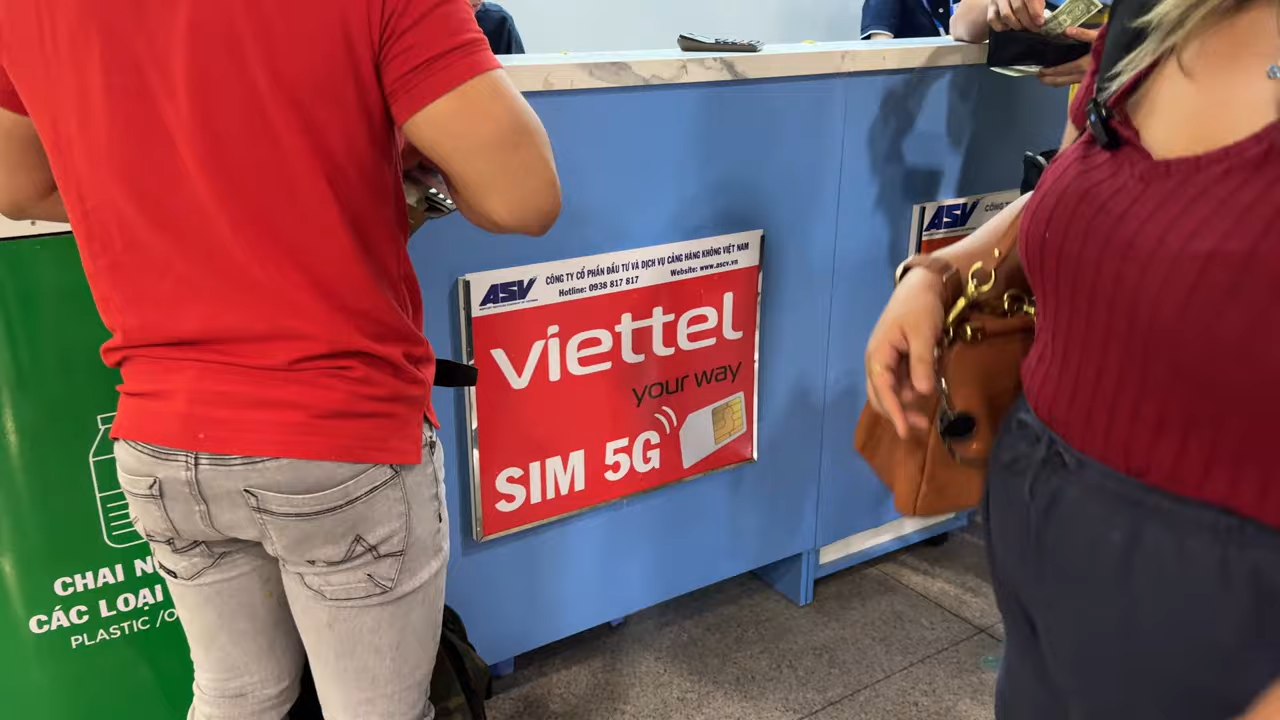 ASV
CÔNG TY CỔ PHẦN ĐẦU TƯ VÀ DỊCH VỤ CẢNG HÀNG KHÔNG VIỆT NAM
Hotline: 0938 817 817
Website: www.ascv.vn
viettel
your way
SIM 5G
ASV
CÔNG
CHAI
CÁC LOẠI
PLASTIC /O